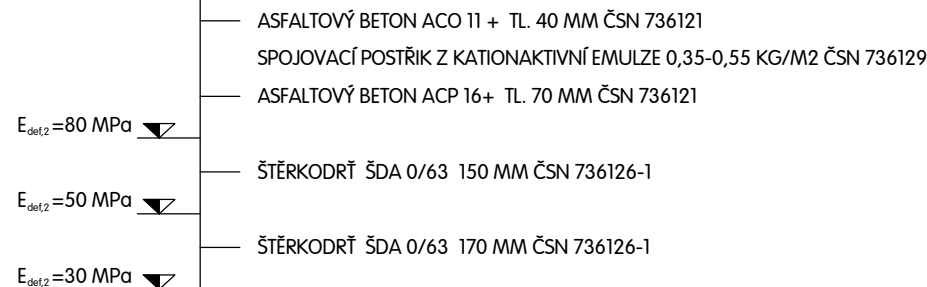 ASFALTOVÝ BETON ACO 11 + TL. 40 MM ČSN 736121
SPOJOVACÍ POSTŘIK Z KATIONAKTIVNÍ EMULZE 0,35-0,55 KG/M2 ČSN 736129
ASFALTOVÝ BETON ACP 16+ TL. 70 MM ČSN 736121
Edef,2=80 MPa
ŠTĚRKODRŤ ŠDA 0/63 150 MM ČSN 736126-1
Edef,2=50 MPa
ŠTĚRKODRŤ ŠDA 0/63 170 MM ČSN 736126-1
Edef,2=30 MPa